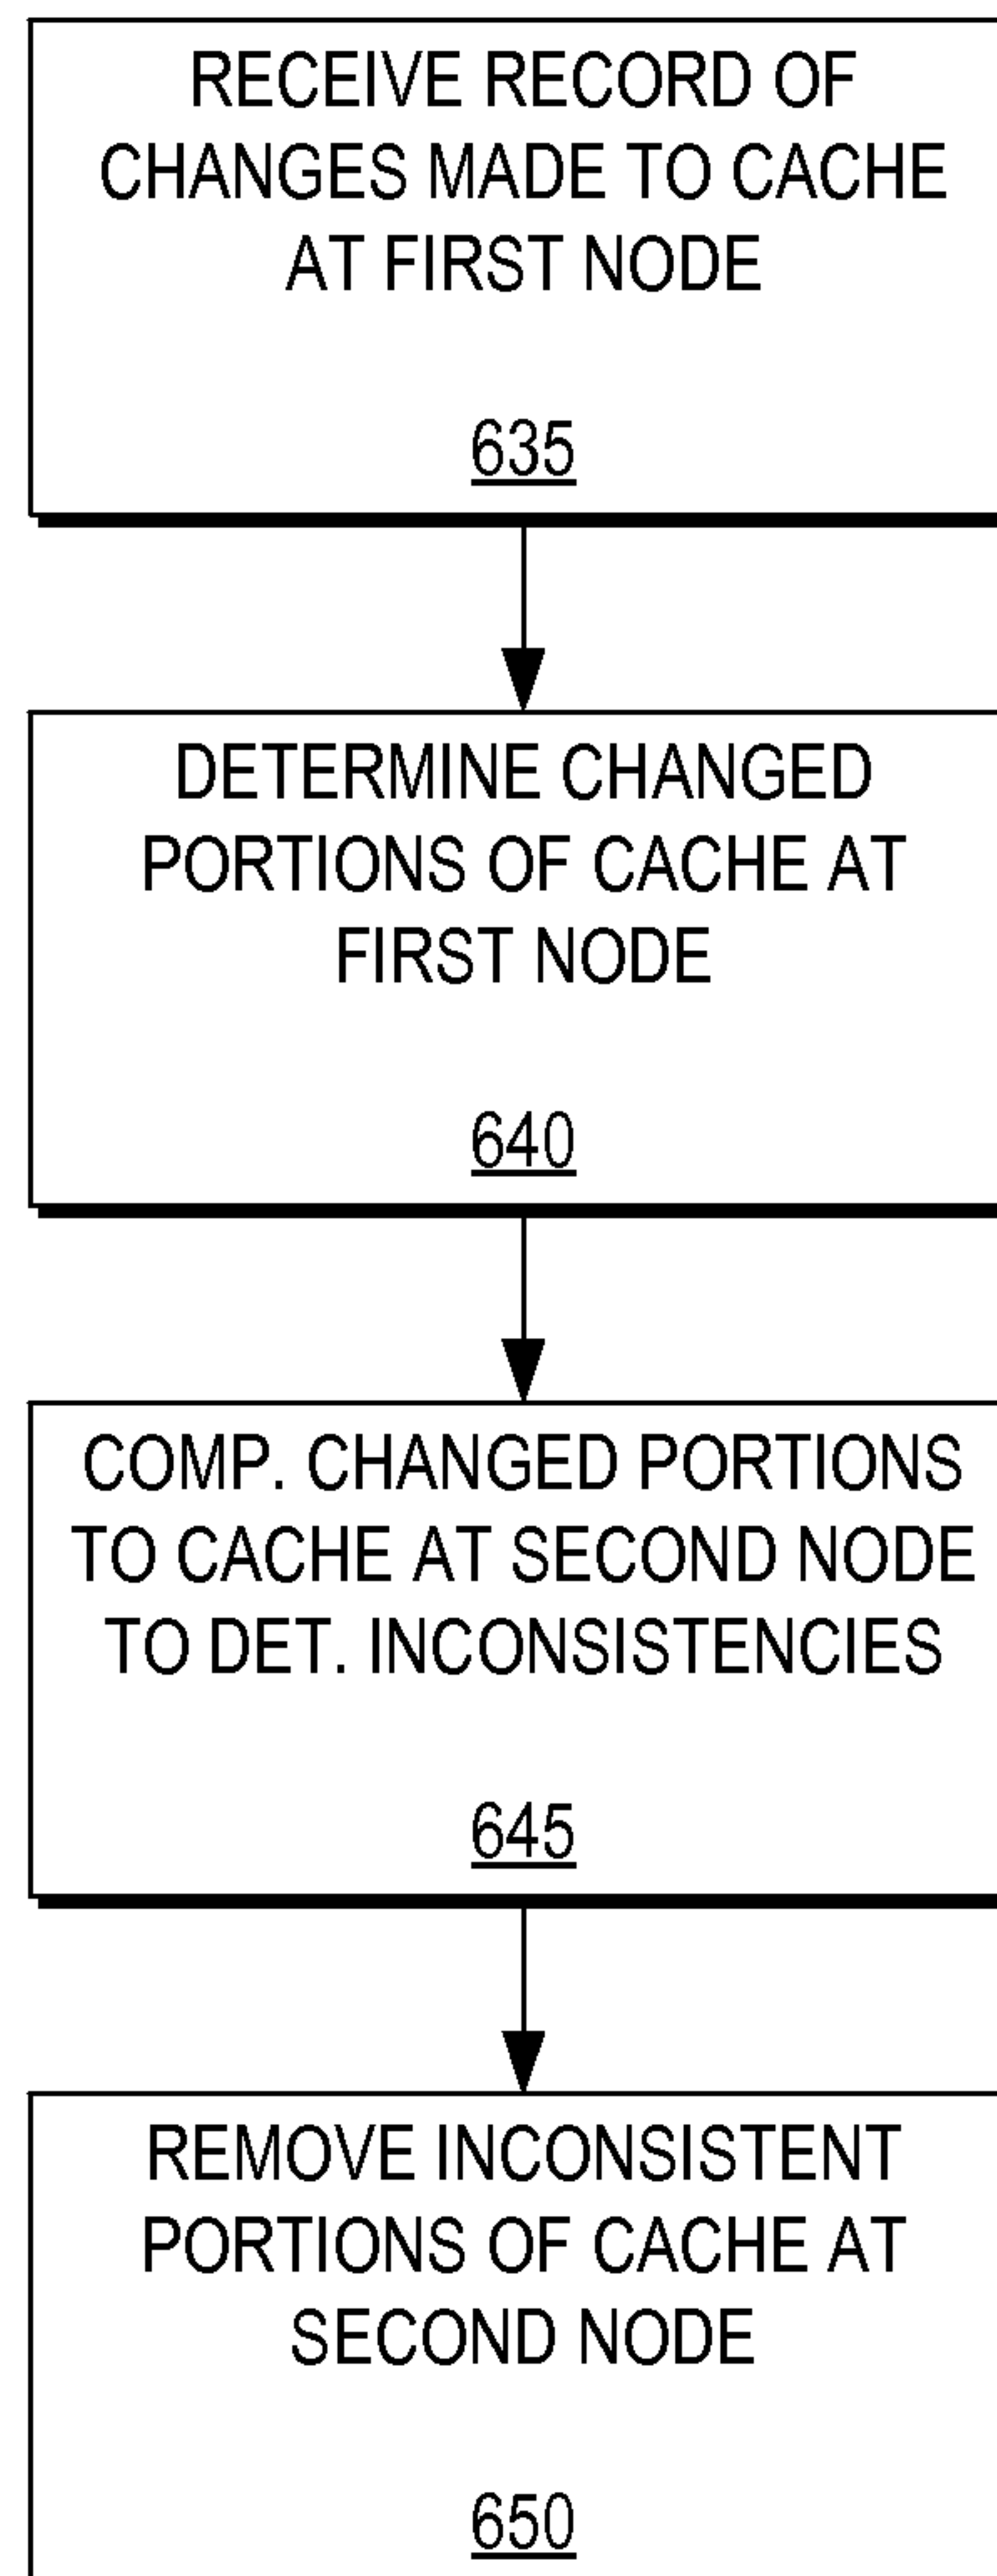 RECEIVE RECORD OF
CHANGES MADE TO CACHE
AT FIRST NODE
635
DETERMINE CHANGED
PORTIONS OF CACHE AT
FIRST NODE
640
COMP. CHANGED PORTIONS
TO CACHE AT SECOND NODE
TO DET. INCONSISTENCIES
645
REMOVE INCONSISTENT
PORTIONS OF CACHE AT
SECOND NODE
650